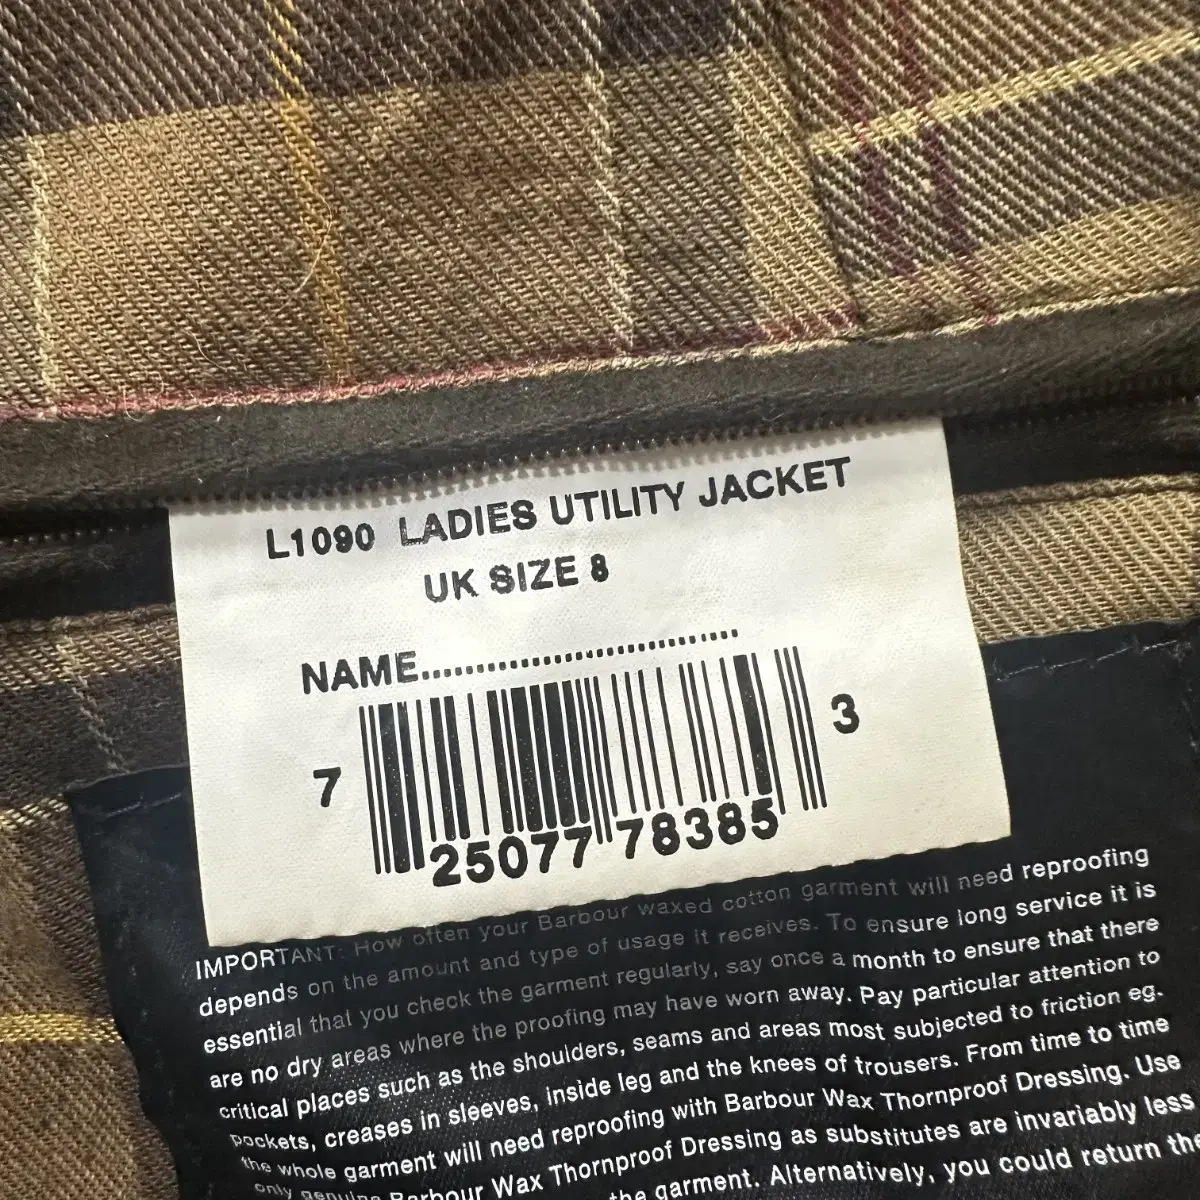 L1090 LADIES UTILITY JACKET
UK SIZE 8
NAME................................
7 25077 78385 3
IMPORTANT: How often your Barbour waxed cotton garment will need reproofing
depends on the amount and type of usage it receives. To ensure long service it is
essential that you check the garment regularly, say once a month to ensure that there
are no dry areas where the proofing may have worn away. Pay particular attention to
critical places such as the shoulders, seams and areas most subjected to friction eg.
pockets, creases in sleeves, inside leg and the knees of trousers. From time to time
the whole garment will need reproofing with Barbour Wax Thornproof Dressing. Use
only genuine Barbour Wax Thornproof Dressing as substitutes are invariably less
the garment. Alternatively, you could return the